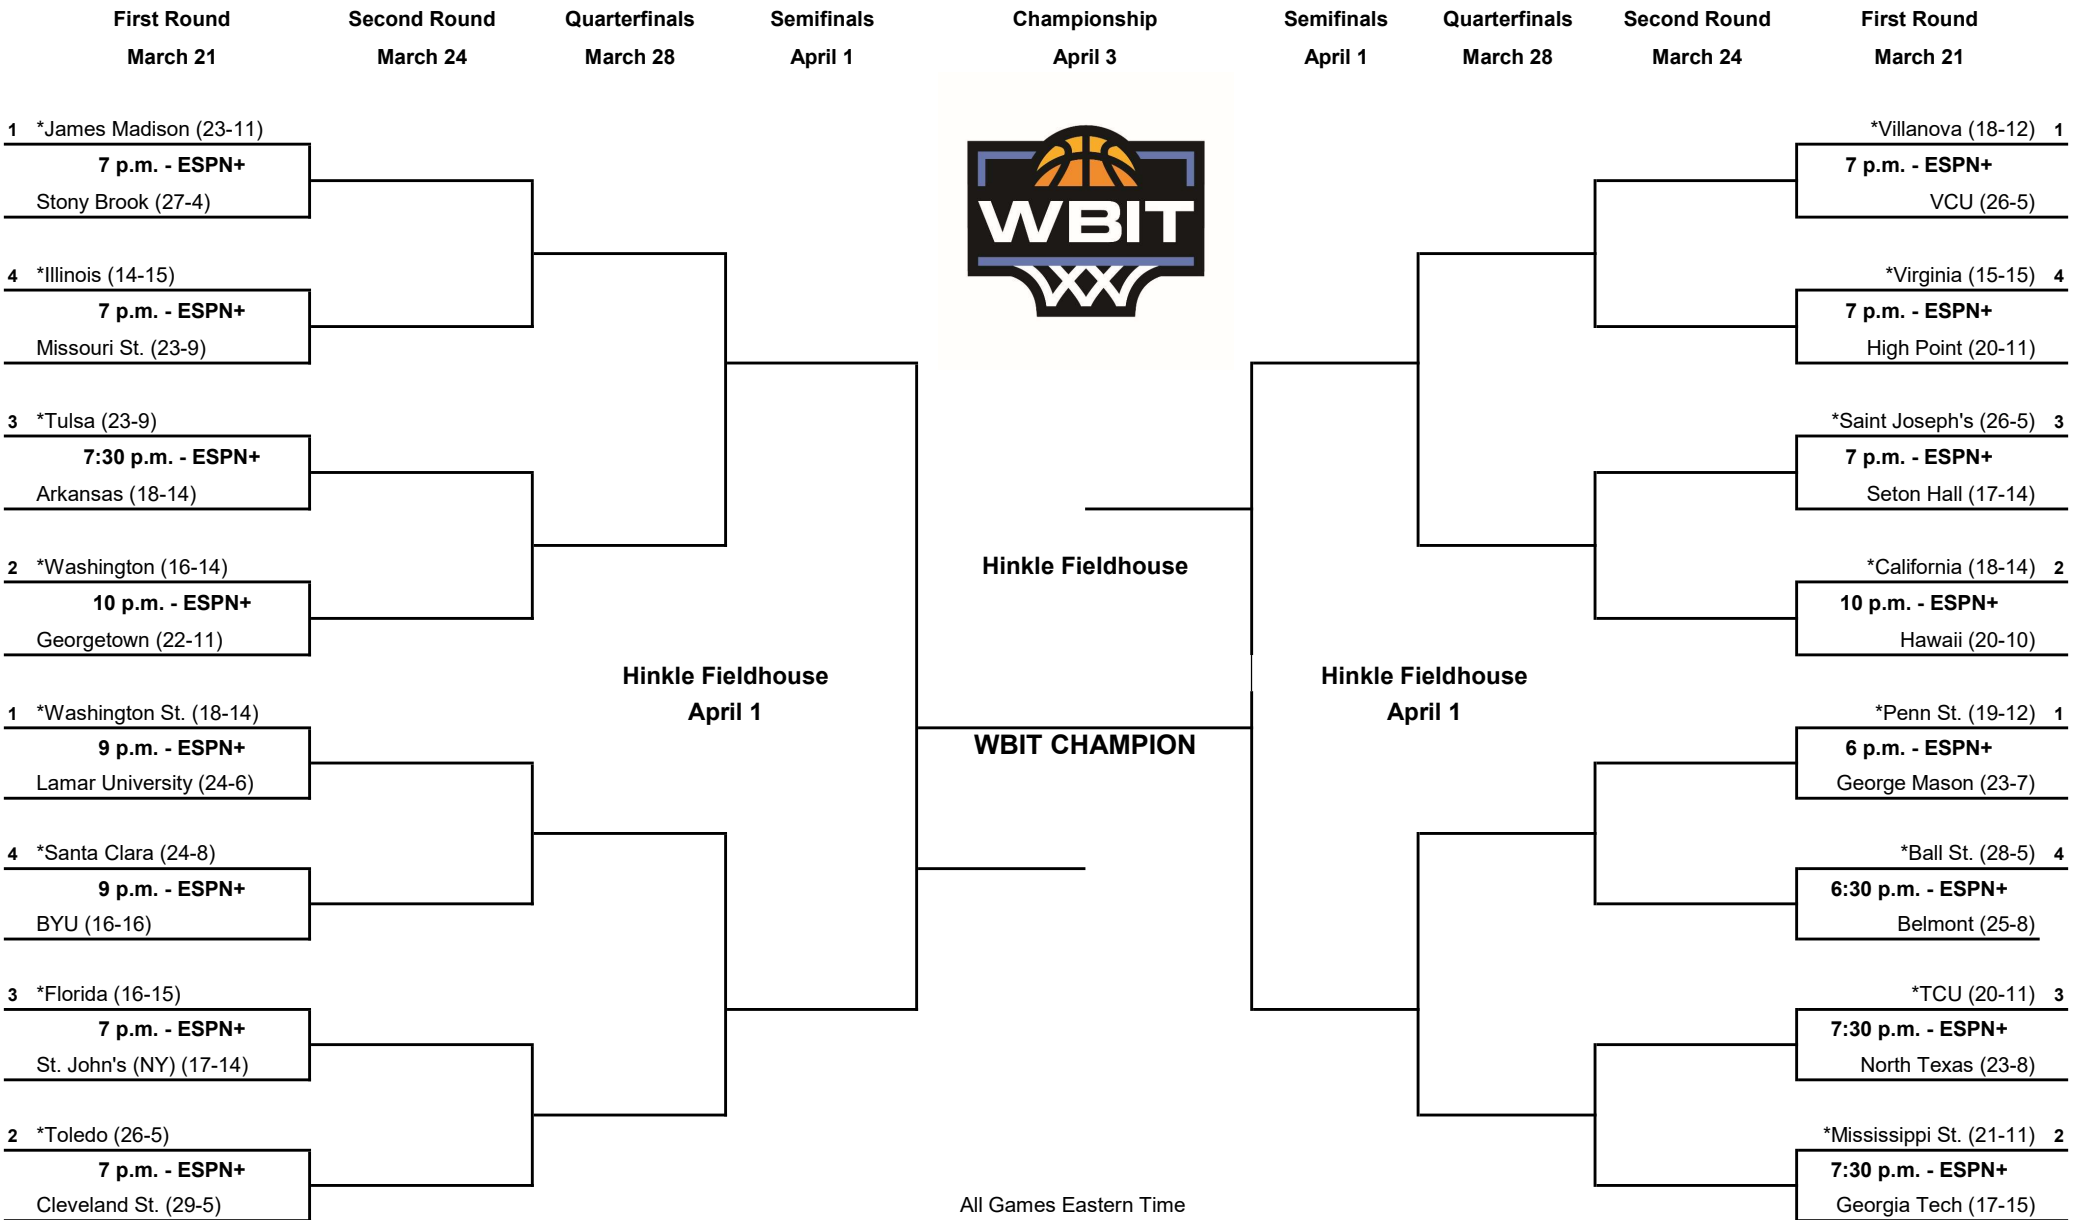 First Round Second Round Quarterfinals Semifinals Championship Semifinals Quarterfinals Second Round First Round
March 21 March 24 March 28 April 1 April 3 April 1 March 28 March 24 March 21
1 *James Madison (23-11)
7 p.m. - ESPN+
Stony Brook (27-4)
4 *Illinois (14-15)
7 p.m. - ESPN+
Missouri St. (23-9)
3 *Tulsa (23-9)
7:30 p.m. - ESPN+
Arkansas (18-14)
2 *Washington (16-14)
10 p.m. - ESPN+
Georgetown (22-11)
1 *Washington St. (18-14)
9 p.m. - ESPN+
Lamar University (24-6)
4 *Santa Clara (24-8)
9 p.m. - ESPN+
BYU (16-16)
3 *Florida (16-15)
7 p.m. - ESPN+
St. John's (NY) (17-14)
2 *Toledo (26-5)
7 p.m. - ESPN+
Cleveland St. (29-5)
Hinkle Fieldhouse
April 1
WBIT
Hinkle Fieldhouse
WBIT CHAMPION
All Games Eastern Time
Hinkle Fieldhouse
April 1
*Villanova (18-12) 1
7 p.m. - ESPN+
VCU (26-5)
*Virginia (15-15) 4
7 p.m. - ESPN+
High Point (20-11)
*Saint Joseph's (26-5) 3
7 p.m. - ESPN+
Seton Hall (17-14)
*California (18-14) 2
10 p.m. - ESPN+
Hawaii (20-10)
*Penn St. (19-12) 1
6 p.m. - ESPN+
George Mason (23-7)
*Ball St. (28-5) 4
6:30 p.m. - ESPN+
Belmont (25-8)
*TCU (20-11) 3
7:30 p.m. - ESPN+
North Texas (23-8)
*Mississippi St. (21-11) 2
7:30 p.m. - ESPN+
Georgia Tech (17-15)